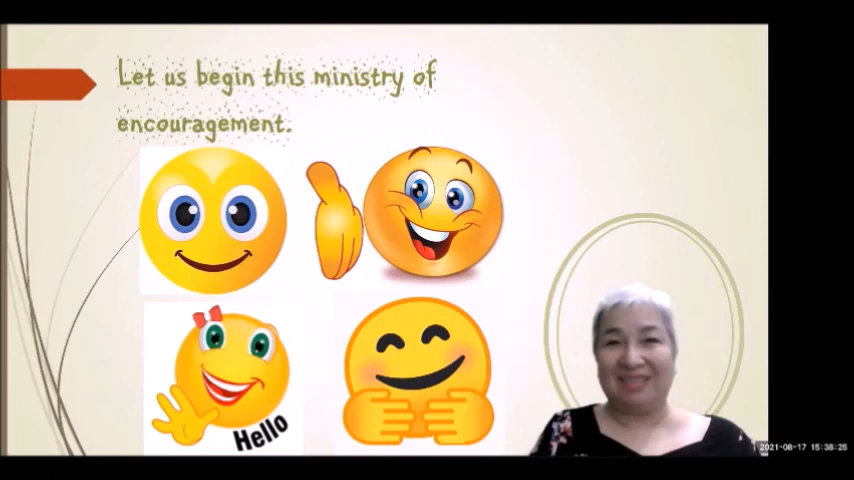 Let us begin this ministry of
encouragement.
Hello
2021-08-17 15:38:25